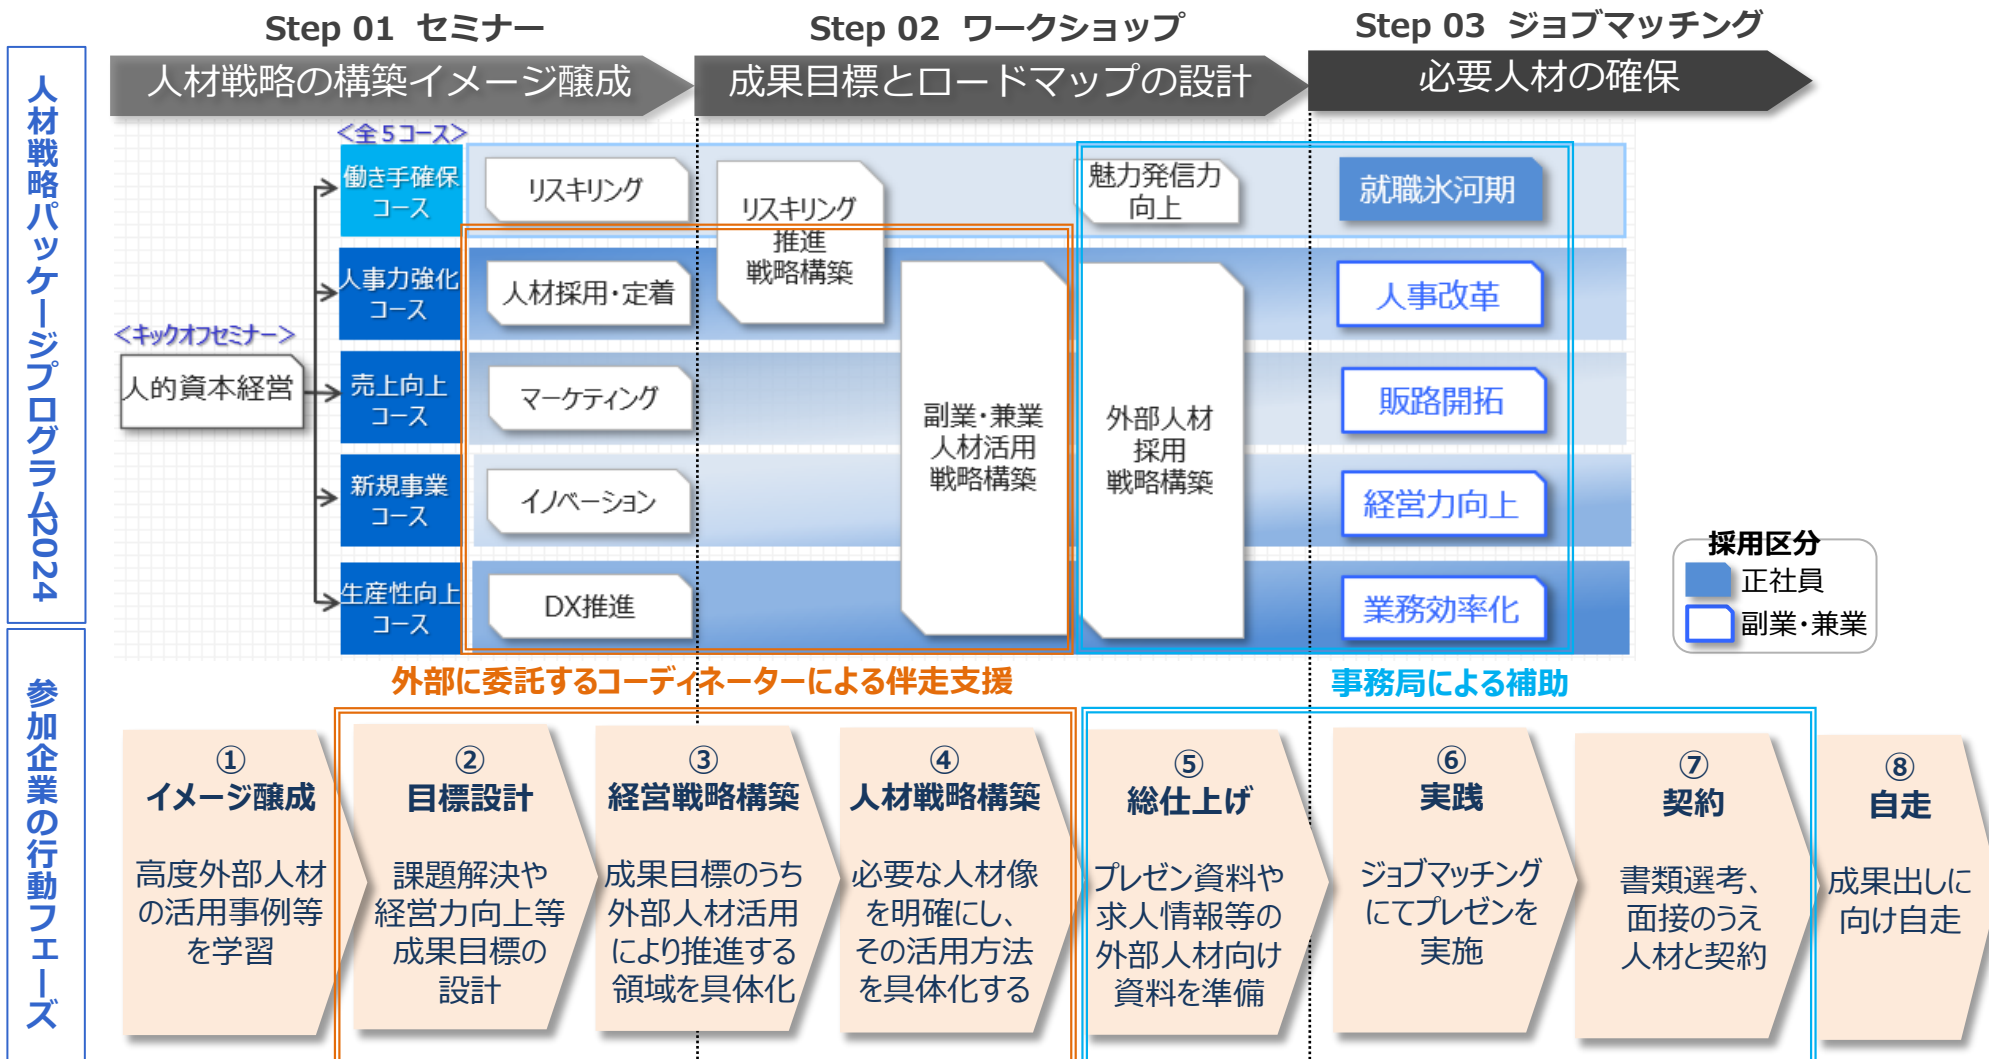 Step 01 セミナー
Step 02 ワークショップ
Step 03 ジョブマッチング
人材戦略の構築イメージ醸成
成果目標とロードマップの設計
必要人材の確保
人材戦略パッケージプログラム2024
<全５コース>
働き手確保
コース
リスキリング
リスキリング
推進
戦略構築
魅力発信力
向上
就職氷河期
人事力強化
コース
人材採用・定着
人事改革
<キックオフセミナー>
人的資本経営
売上向上
コース
マーケティング
副業・兼業
人材活用
戦略構築
外部人材
採用
戦略構築
販路開拓
新規事業
コース
イノベーション
経営力向上
生産性向上
コース
DX推進
業務効率化
採用区分
正社員
副業・兼業
外部に委託するコーディネーターによる伴走支援
事務局による補助
参加企業の行動フェーズ
①
イメージ醸成
高度外部人材
の活用事例等
を学習
②
目標設計
課題解決や
経営力向上等
成果目標の
設計
③
経営戦略構築
成果目標のうち
外部人材活用
により推進する
領域を具体化
④
人材戦略構築
必要な人材像
を明確にし、
その活用方法
を具体化する
⑤
総仕上げ
プレゼン資料や
求人情報等の
外部人材向け
資料を準備
⑥
実践
ジョブマッチング
にてプレゼンを
実施
⑦
契約
書類選考、
面接のうえ
人材と契約
⑧
自走
成果出しに
向け自走